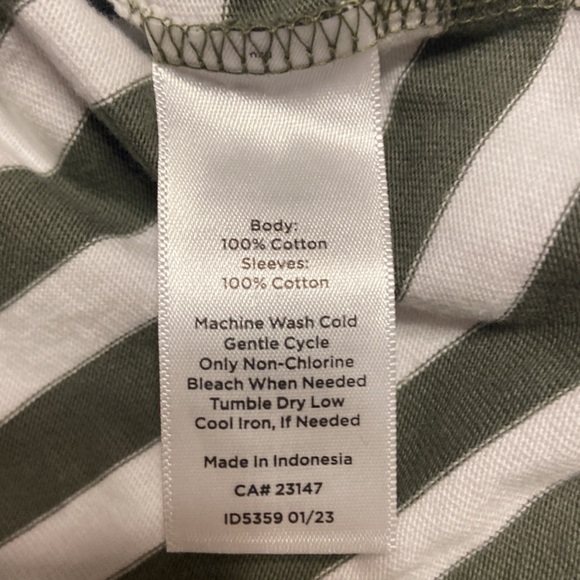 Body:
100% Cotton
Sleeves:
100% Cotton
Machine Wash Cold
Gentle Cycle
Only Non-Chlorine
Bleach When Needed
Tumble Dry Low
Cool Iron, If Needed
Made In Indonesia
CA# 23147
ID5359 01/23